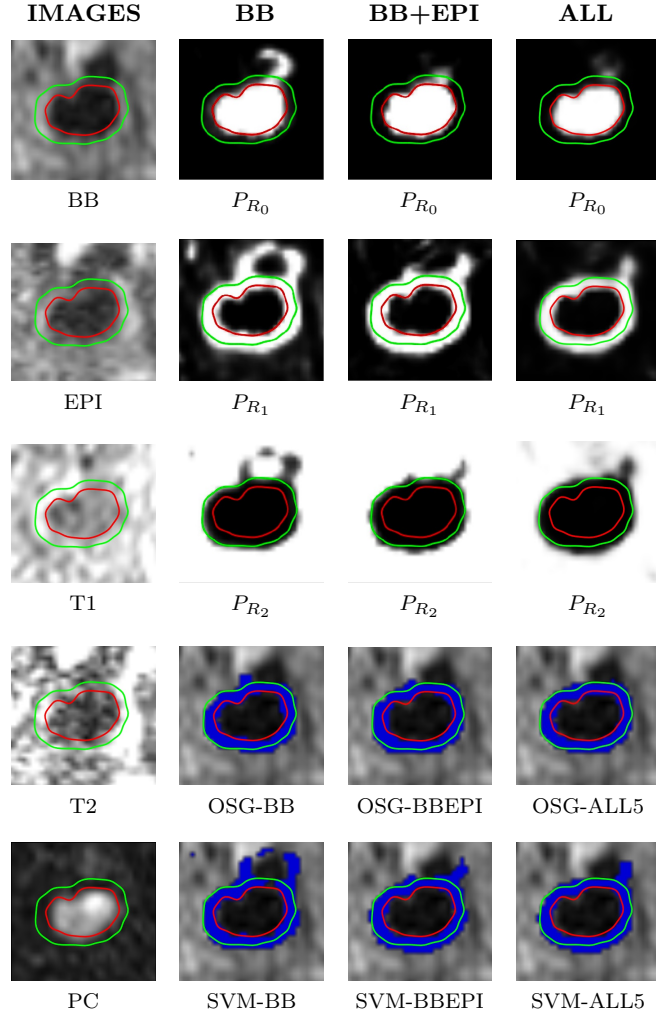 IMAGES BB BB+EPI ALL
BB P_{R_0} P_{R_0} P_{R_0}
EPI P_{R_1} P_{R_1} P_{R_1}
T1 P_{R_2} P_{R_2} P_{R_2}
T2 OSG-BB OSG-BBEPI OSG-ALL5
PC SVM-BB SVM-BBEPI SVM-ALL5